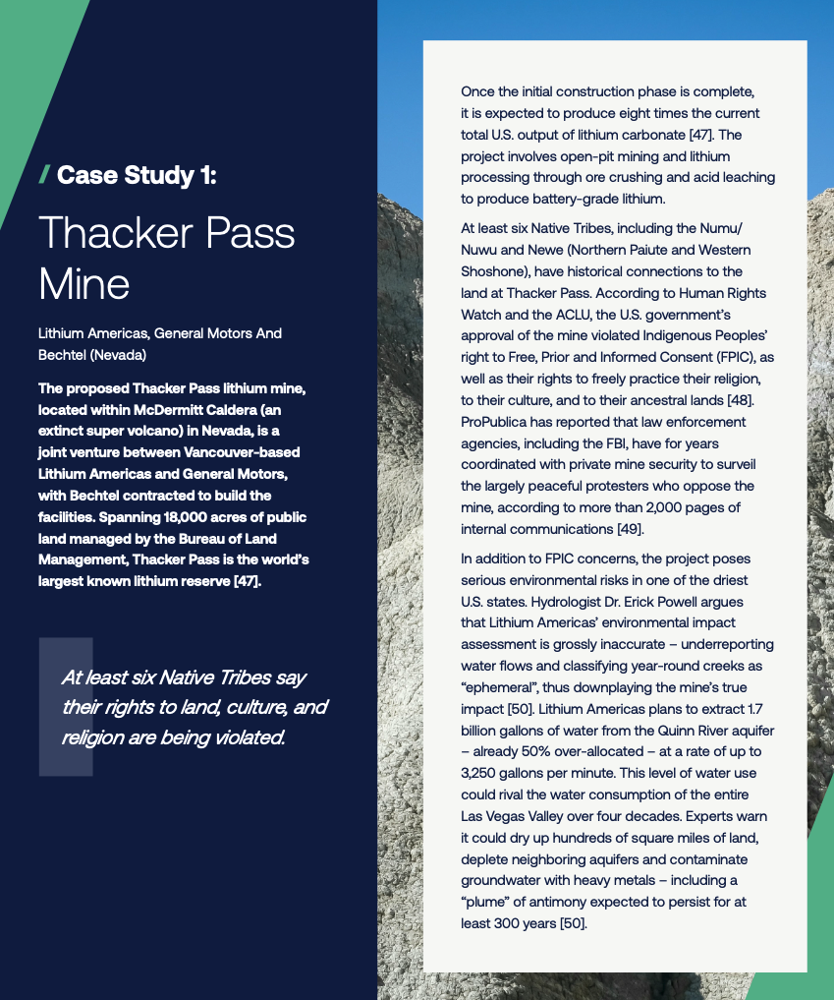 / Case Study 1:
Thacker Pass
Mine
Lithium Americas, General Motors And
Bechtel (Nevada)
The proposed Thacker Pass lithium mine,
located within McDermitt Caldera (an
extinct super volcano) in Nevada, is a
joint venture between Vancouver-based
Lithium Americas and General Motors,
with Bechtel contracted to build the
facilities. Spanning 18,000 acres of public
land managed by the Bureau of Land
Management, Thacker Pass is the world’s
largest known lithium reserve [47].
At least six Native Tribes say
their rights to land, culture, and
religion are being violated.
Once the initial construction phase is complete,
it is expected to produce eight times the current
total U.S. output of lithium carbonate [47]. The
project involves open-pit mining and lithium
processing through ore crushing and acid leaching
to produce battery-grade lithium.
At least six Native Tribes, including the Numu/
Nuwu and Newe (Northern Paiute and Western
Shoshone), have historical connections to the
land at Thacker Pass. According to Human Rights
Watch and the ACLU, the U.S. government’s
approval of the mine violated Indigenous Peoples’
right to Free, Prior and Informed Consent (FPIC), as
well as their rights to freely practice their religion,
to their culture, and to their ancestral lands [48].
ProPublica has reported that law enforcement
agencies, including the FBI, have for years
coordinated with private mine security to surveil
the largely peaceful protesters who oppose the
mine, according to more than 2,000 pages of
internal communications [49].
In addition to FPIC concerns, the project poses
serious environmental risks in one of the driest
U.S. states. Hydrologist Dr. Erick Powell argues
that Lithium Americas’ environmental impact
assessment is grossly inaccurate – underreporting
water flows and classifying year-round creeks as
“ephemeral”, thus downplaying the mine’s true
impact [50]. Lithium Americas plans to extract 1.7
billion gallons of water from the Quinn River aquifer
– already 50% over-allocated – at a rate of up to
3,250 gallons per minute. This level of water use
could rival the water consumption of the entire
Las Vegas Valley over four decades. Experts warn
it could dry up hundreds of square miles of land,
deplete neighboring aquifers and contaminate
groundwater with heavy metals – including a
“plume” of antimony expected to persist for at
least 300 years [50].